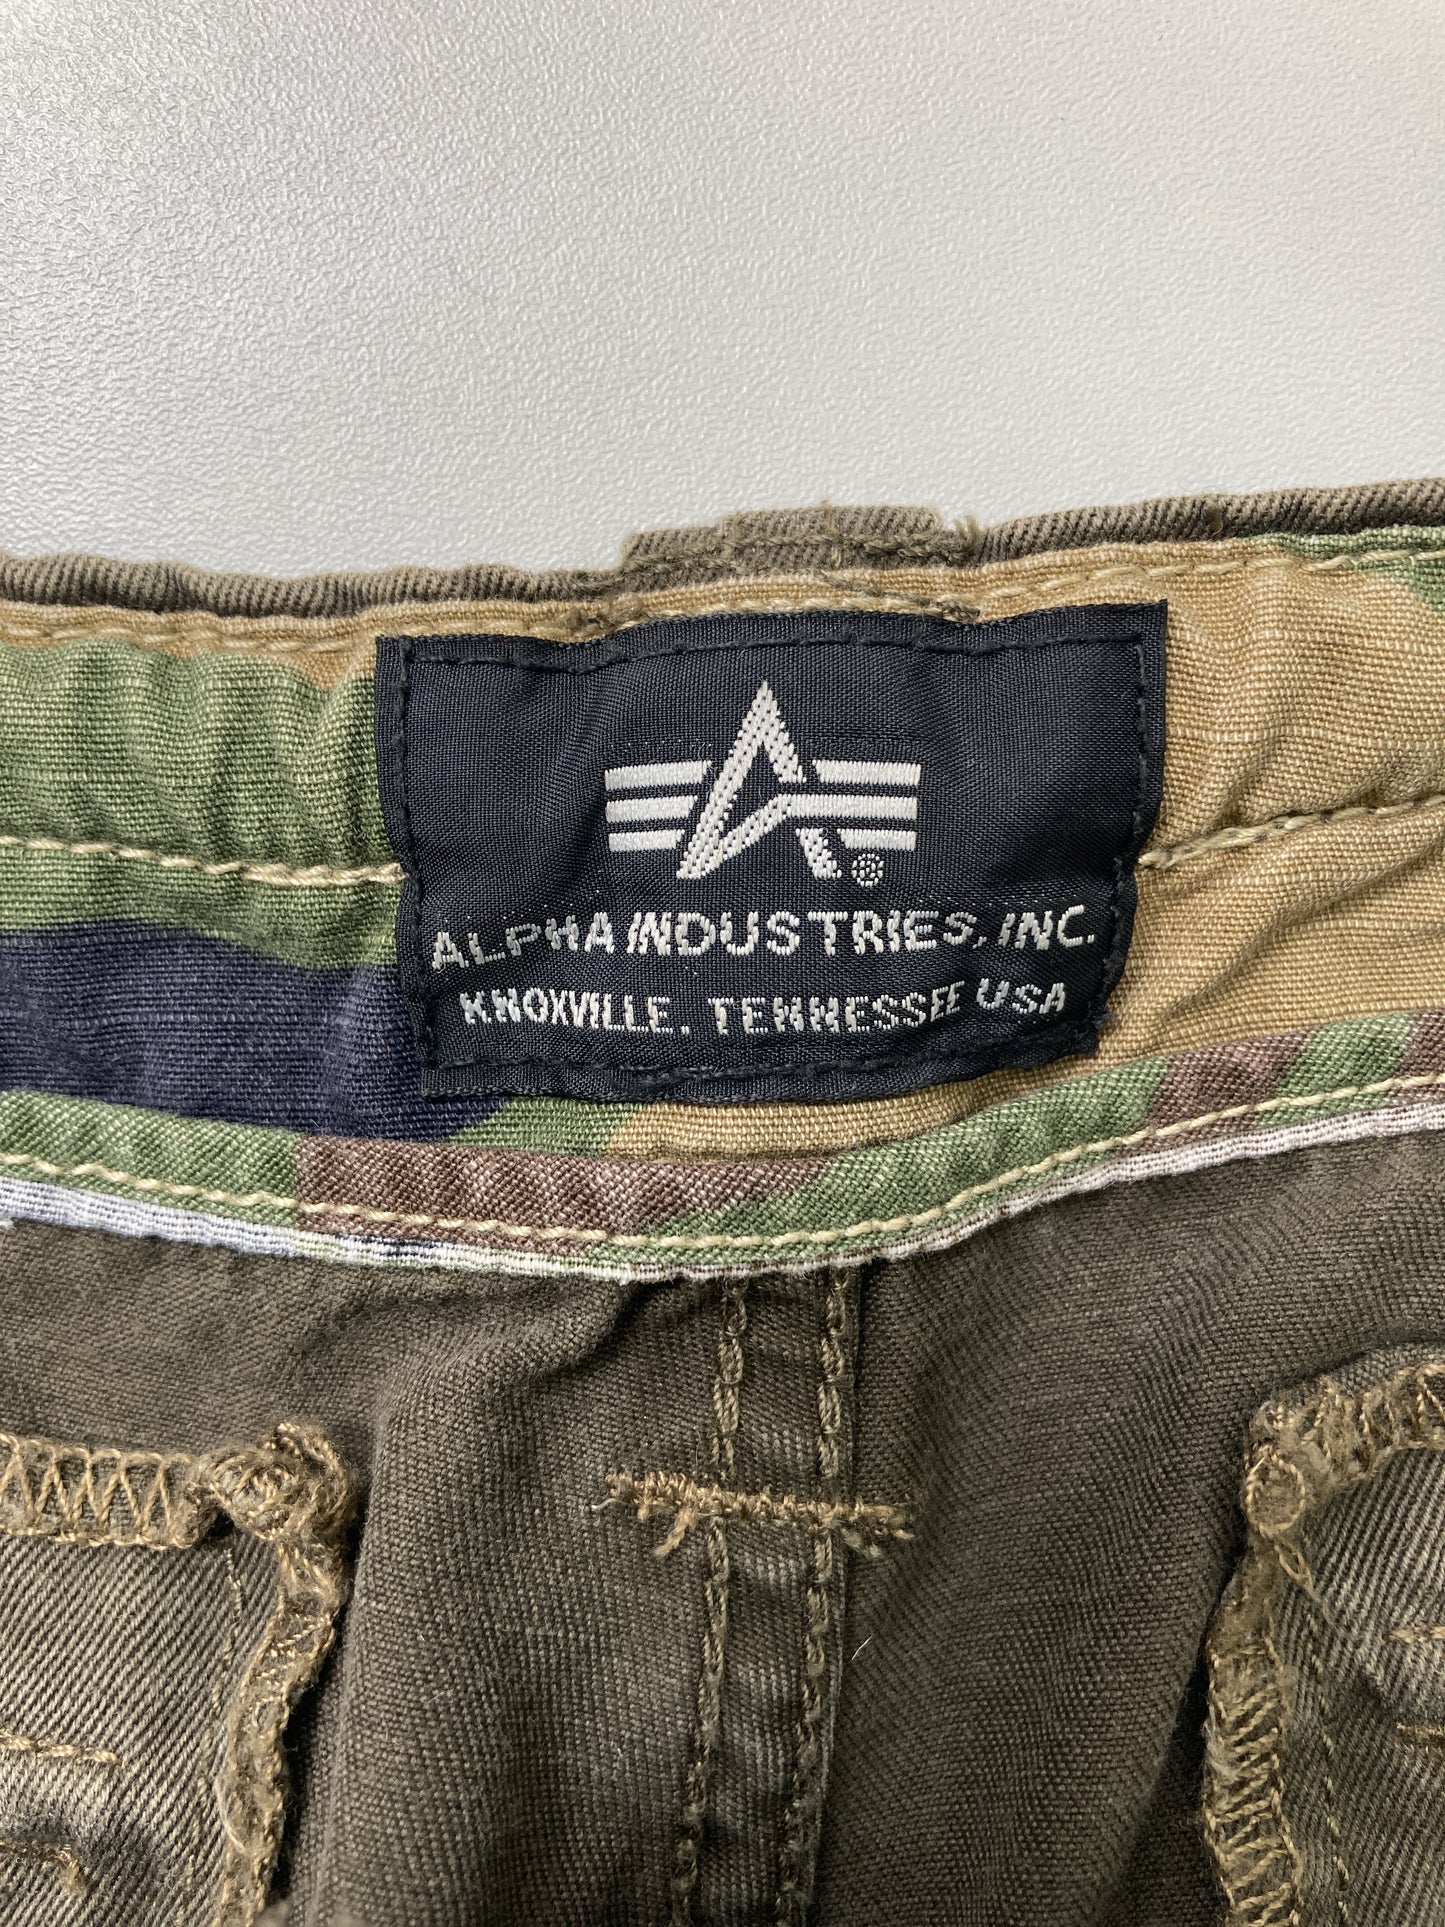 ®
ALPHA INDUSTRIES, INC.
KNOXVILLE, TENNESSEE USA